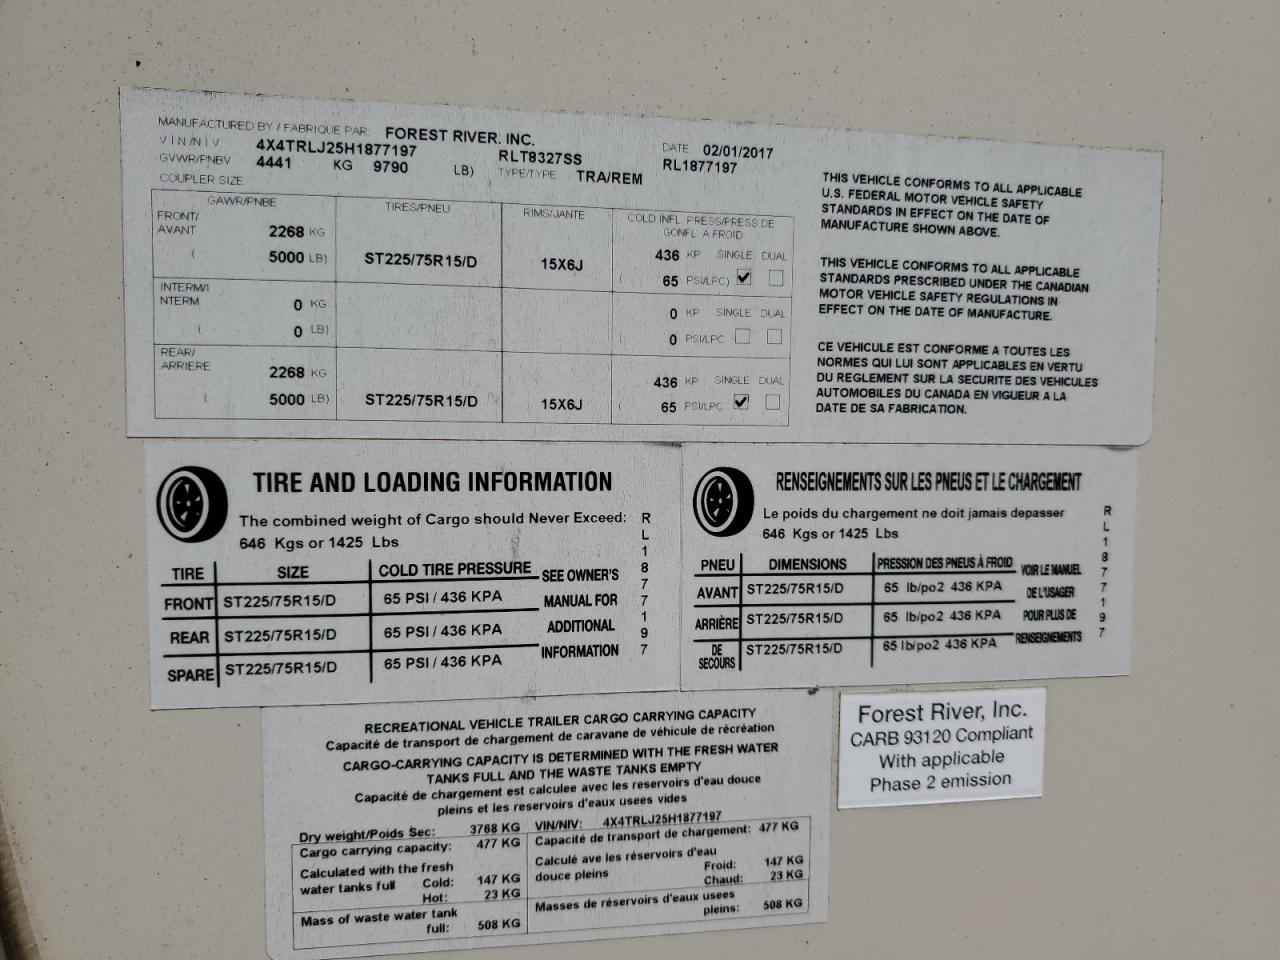 MANUFACTURED BY / FABRIQUE PAR: FOREST RIVER, INC.
VIN/NIV 4X4TRLJ25H1877197 DATE 02/01/2017
GVWR/PNBV 4441 KG 9790 LB) RLT8327SS RL1877197
TYPE/TYPE TRA/REM
COUPLER SIZE
GAWR/PNBE TIRES/PNEU RIMS/JANTE COLD INFL PRESS/PRESS DE GONFL A FROID
FRONT/ AVANT 2268 KG 436 KP SINGLE DUAL
( 5000 LB) ST225/75R15/D 15X6J ( 65 PSI/LPC)
INTERM/I NTERM 0 KG 0 KP SINGLE DUAL
( 0 LB) 0 PSI/LPC
REAR/ ARRIERE 2268 KG 436 KP SINGLE DUAL
( 5000 LB) ST225/75R15/D 15X6J ( 65 PSI/LPC
THIS VEHICLE CONFORMS TO ALL APPLICABLE
U.S. FEDERAL MOTOR VEHICLE SAFETY
STANDARDS IN EFFECT ON THE DATE OF
MANUFACTURE SHOWN ABOVE.
THIS VEHICLE CONFORMS TO ALL APPLICABLE
STANDARDS PRESCRIBED UNDER THE CANADIAN
MOTOR VEHICLE SAFETY REGULATIONS IN
EFFECT ON THE DATE OF MANUFACTURE.
CE VEHICULE EST CONFORME A TOUTES LES
NORMES QUI LUI SONT APPLICABLES EN VERTU
DU REGLEMENT SUR LA SECURITE DES VEHICULES
AUTOMOBILES DU CANADA EN VIGUEUR A LA
DATE DE SA FABRICATION.
TIRE AND LOADING INFORMATION
The combined weight of Cargo should Never Exceed:
646 Kgs or 1425 Lbs
TIRE SIZE COLD TIRE PRESSURE
FRONT ST225/75R15/D 65 PSI / 436 KPA
REAR ST225/75R15/D 65 PSI / 436 KPA
SPARE ST225/75R15/D 65 PSI / 436 KPA
SEE OWNER'S
MANUAL FOR
ADDITIONAL
INFORMATION
RL1877197
RENSEIGNEMENTS SUR LES PNEUS ET LE CHARGEMENT
Le poids du chargement ne doit jamais depasser
646 Kgs or 1425 Lbs
PNEU DIMENSIONS PRESSION DES PNEUS À FROID
AVANT ST225/75R15/D 65 lb/po2 436 KPA
ARRIÈRE ST225/75R15/D 65 lb/po2 436 KPA
DE SECOURS ST225/75R15/D 65 lb/po2 436 KPA
VOIR LE MANUEL
DE L'USAGER
POUR PLUS DE
RENSEIGNEMENTS
RL1877197
RECREATIONAL VEHICLE TRAILER CARGO CARRYING CAPACITY
Capacité de transport de chargement de caravane de véhicule de récréation
CARGO-CARRYING CAPACITY IS DETERMINED WITH THE FRESH WATER
TANKS FULL AND THE WASTE TANKS EMPTY
Capacité de chargement est calculee avec les reservoirs d'eau douce
pleins et les reservoirs d'eaux usees vides
Dry weight/Poids Sec: 3768 KG VIN/NIV: 4X4TRLJ25H1877197
Cargo carrying capacity: 477 KG
Calculated with the fresh
water tanks full Cold: 147 KG
Hot: 23 KG
Mass of waste water tank
full: 508 KG
Capacité de transport de chargement: 477 KG
Calculé ave les réservoirs d'eau
douce pleins Froid: 147 KG
Chaud: 23 KG
Masses de réservoirs d'eaux usees
pleins: 508 KG
Forest River, Inc.
CARB 93120 Compliant
With applicable
Phase 2 emission